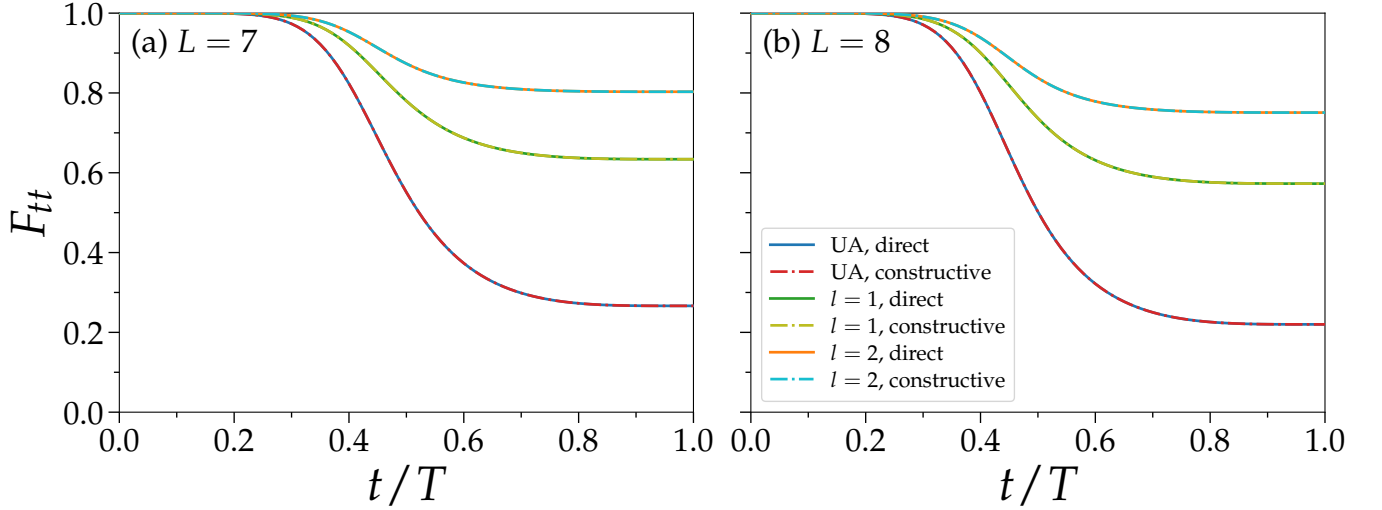 (a) L = 7
1.0
0.8
0.6
0.4
0.2
0.0
F_tt
0.0 0.2 0.4 0.6 0.8 1.0
t/T
(b) L = 8
UA, direct
UA, constructive
l = 1, direct
l = 1, constructive
l = 2, direct
l = 2, constructive
0.0 0.2 0.4 0.6 0.8 1.0
t/T